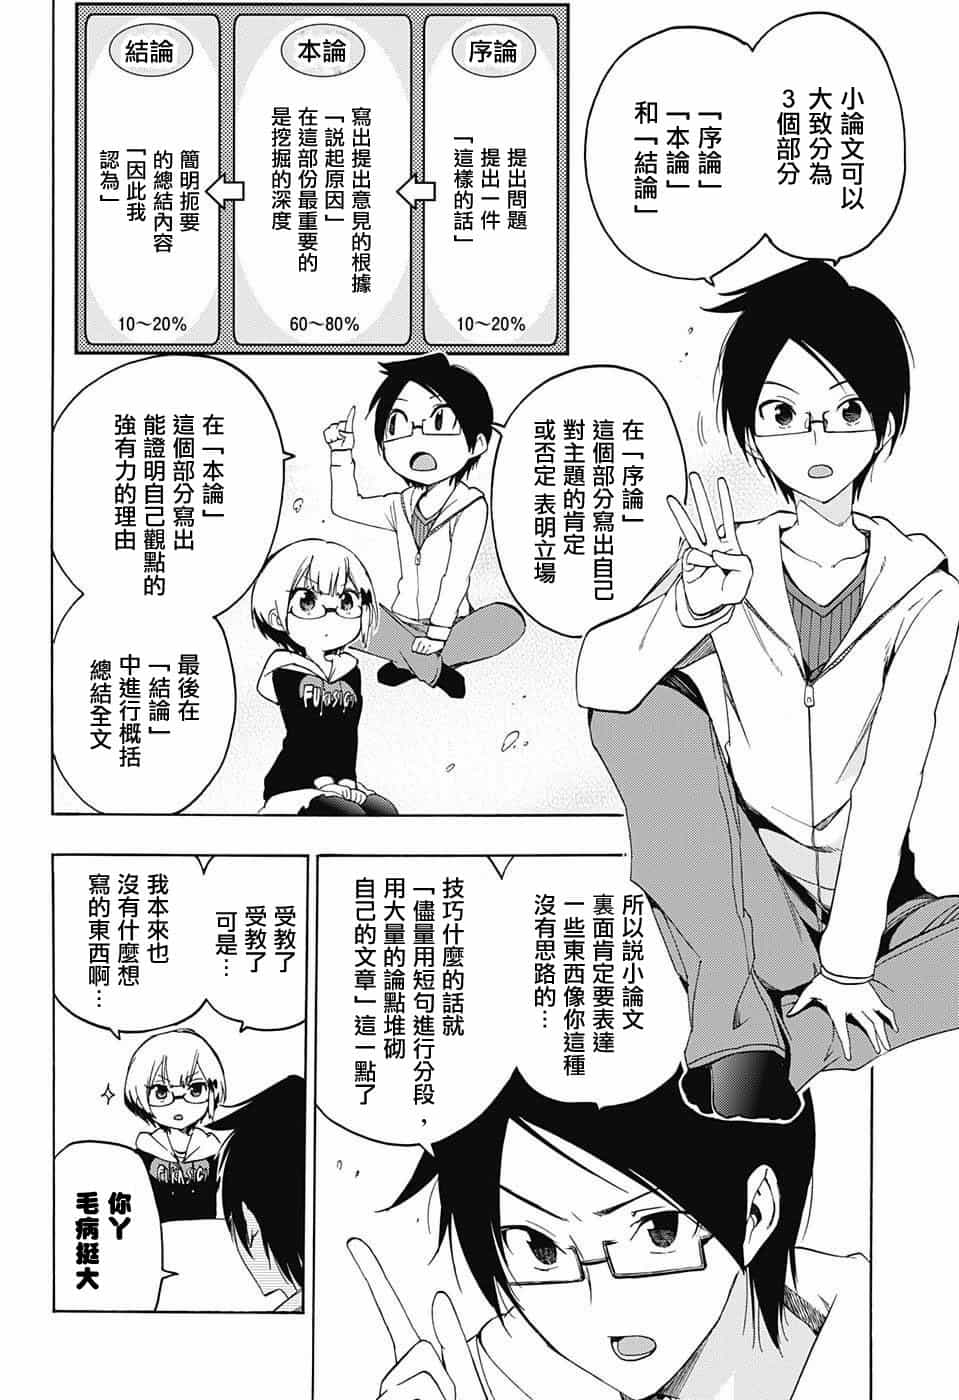 小論文可以
大致分為
3個部分
「序論」
「本論」
和「結論」
序論
提出問題
提出一件
「這樣的話」
10～20%
本論
寫出提出意見的根據
「説起原因」
在這部份最重要的
是挖掘的深度
60～80%
結論
簡明扼要
的總結內容
「因此我
認為」
10～20%
在「序論」
這個部分寫出自己
對主題的肯定
或否定 表明立場
在「本論」
這個部分寫出
能證明自己觀點的
強有力的理由
最後在
「結論」
中進行概括
總結全文
所以説小論文
裏面肯定要表達
一些東西像你這種
沒有思路的…
技巧什麼的話就
「儘量用短句進行分段，
用大量的論點堆砌
自己的文章」這一點了
受教了
受教了
可是…
我本來也
沒有什麼想
寫的東西啊…
你丫
毛病挺大